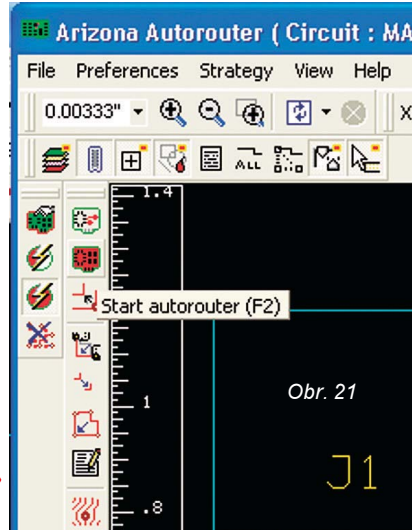 Arizona Autorouter ( Circuit : MA
File Preferences Strategy View Help
0.00333" X
ALL
1.4
Start autorouter (F2)
Obr. 21
1
J1
.8